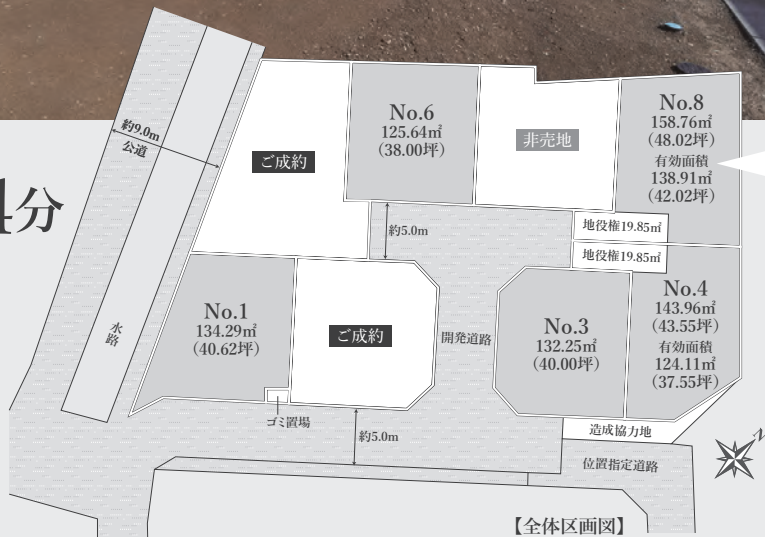 約9.0m
公道
水路
4分
ご成約
No.6
125.64㎡
(38.00坪)
非売地
No.8
158.76㎡
(48.02坪)
有効面積
138.91㎡
(42.02坪)
約5.0m
地役権19.85㎡
地役権19.85㎡
No.1
134.29㎡
(40.62坪)
ご成約
開発道路
No.3
132.25㎡
(40.00坪)
No.4
143.96㎡
(43.55坪)
有効面積
124.11㎡
(37.55坪)
ゴミ置場
約5.0m
造成協力地
位置指定道路
N
【全体区画図】